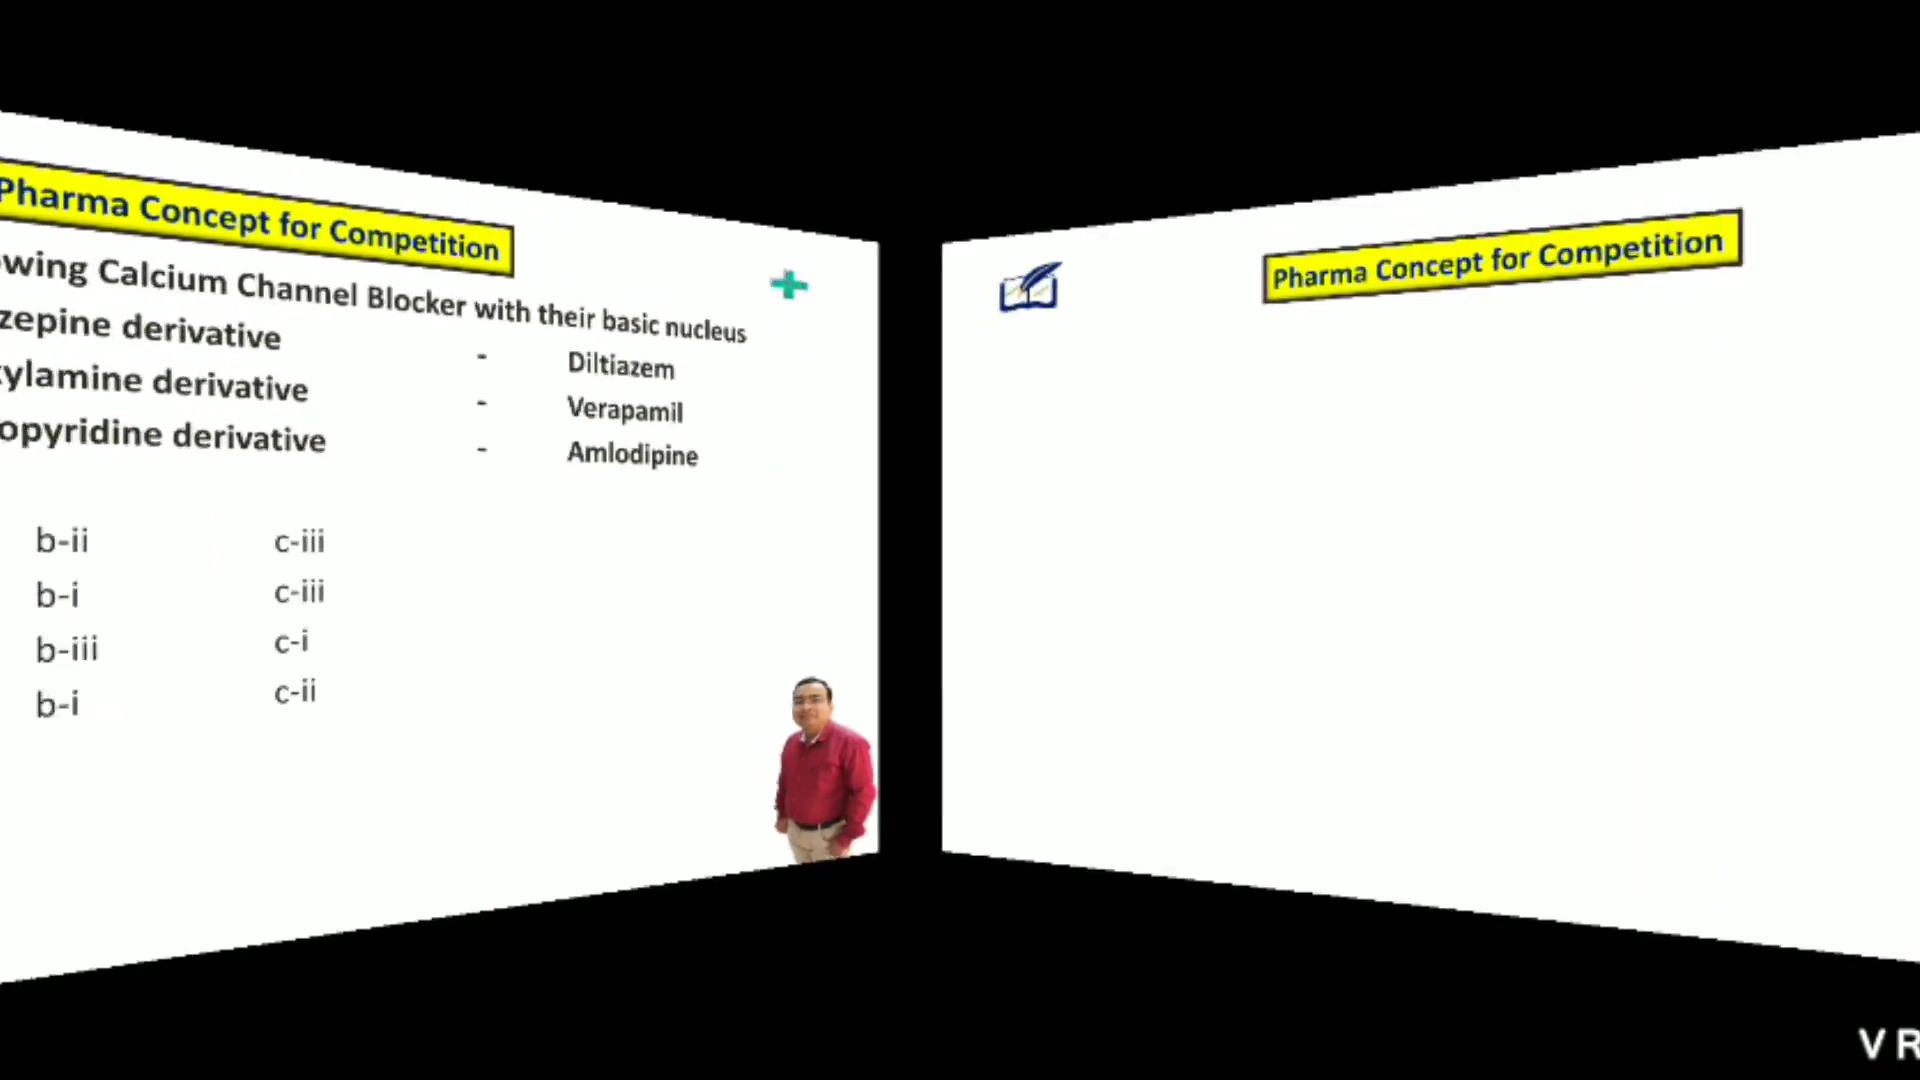 Pharma Concept for Competition
owing Calcium Channel Blocker with their basic nucleus
zepine derivative - Diltiazem
ylamine derivative - Verapamil
opyridine derivative - Amlodipine
b-ii c-iii
b-i c-iii
b-iii c-i
b-i c-ii
Pharma Concept for Competition
V R